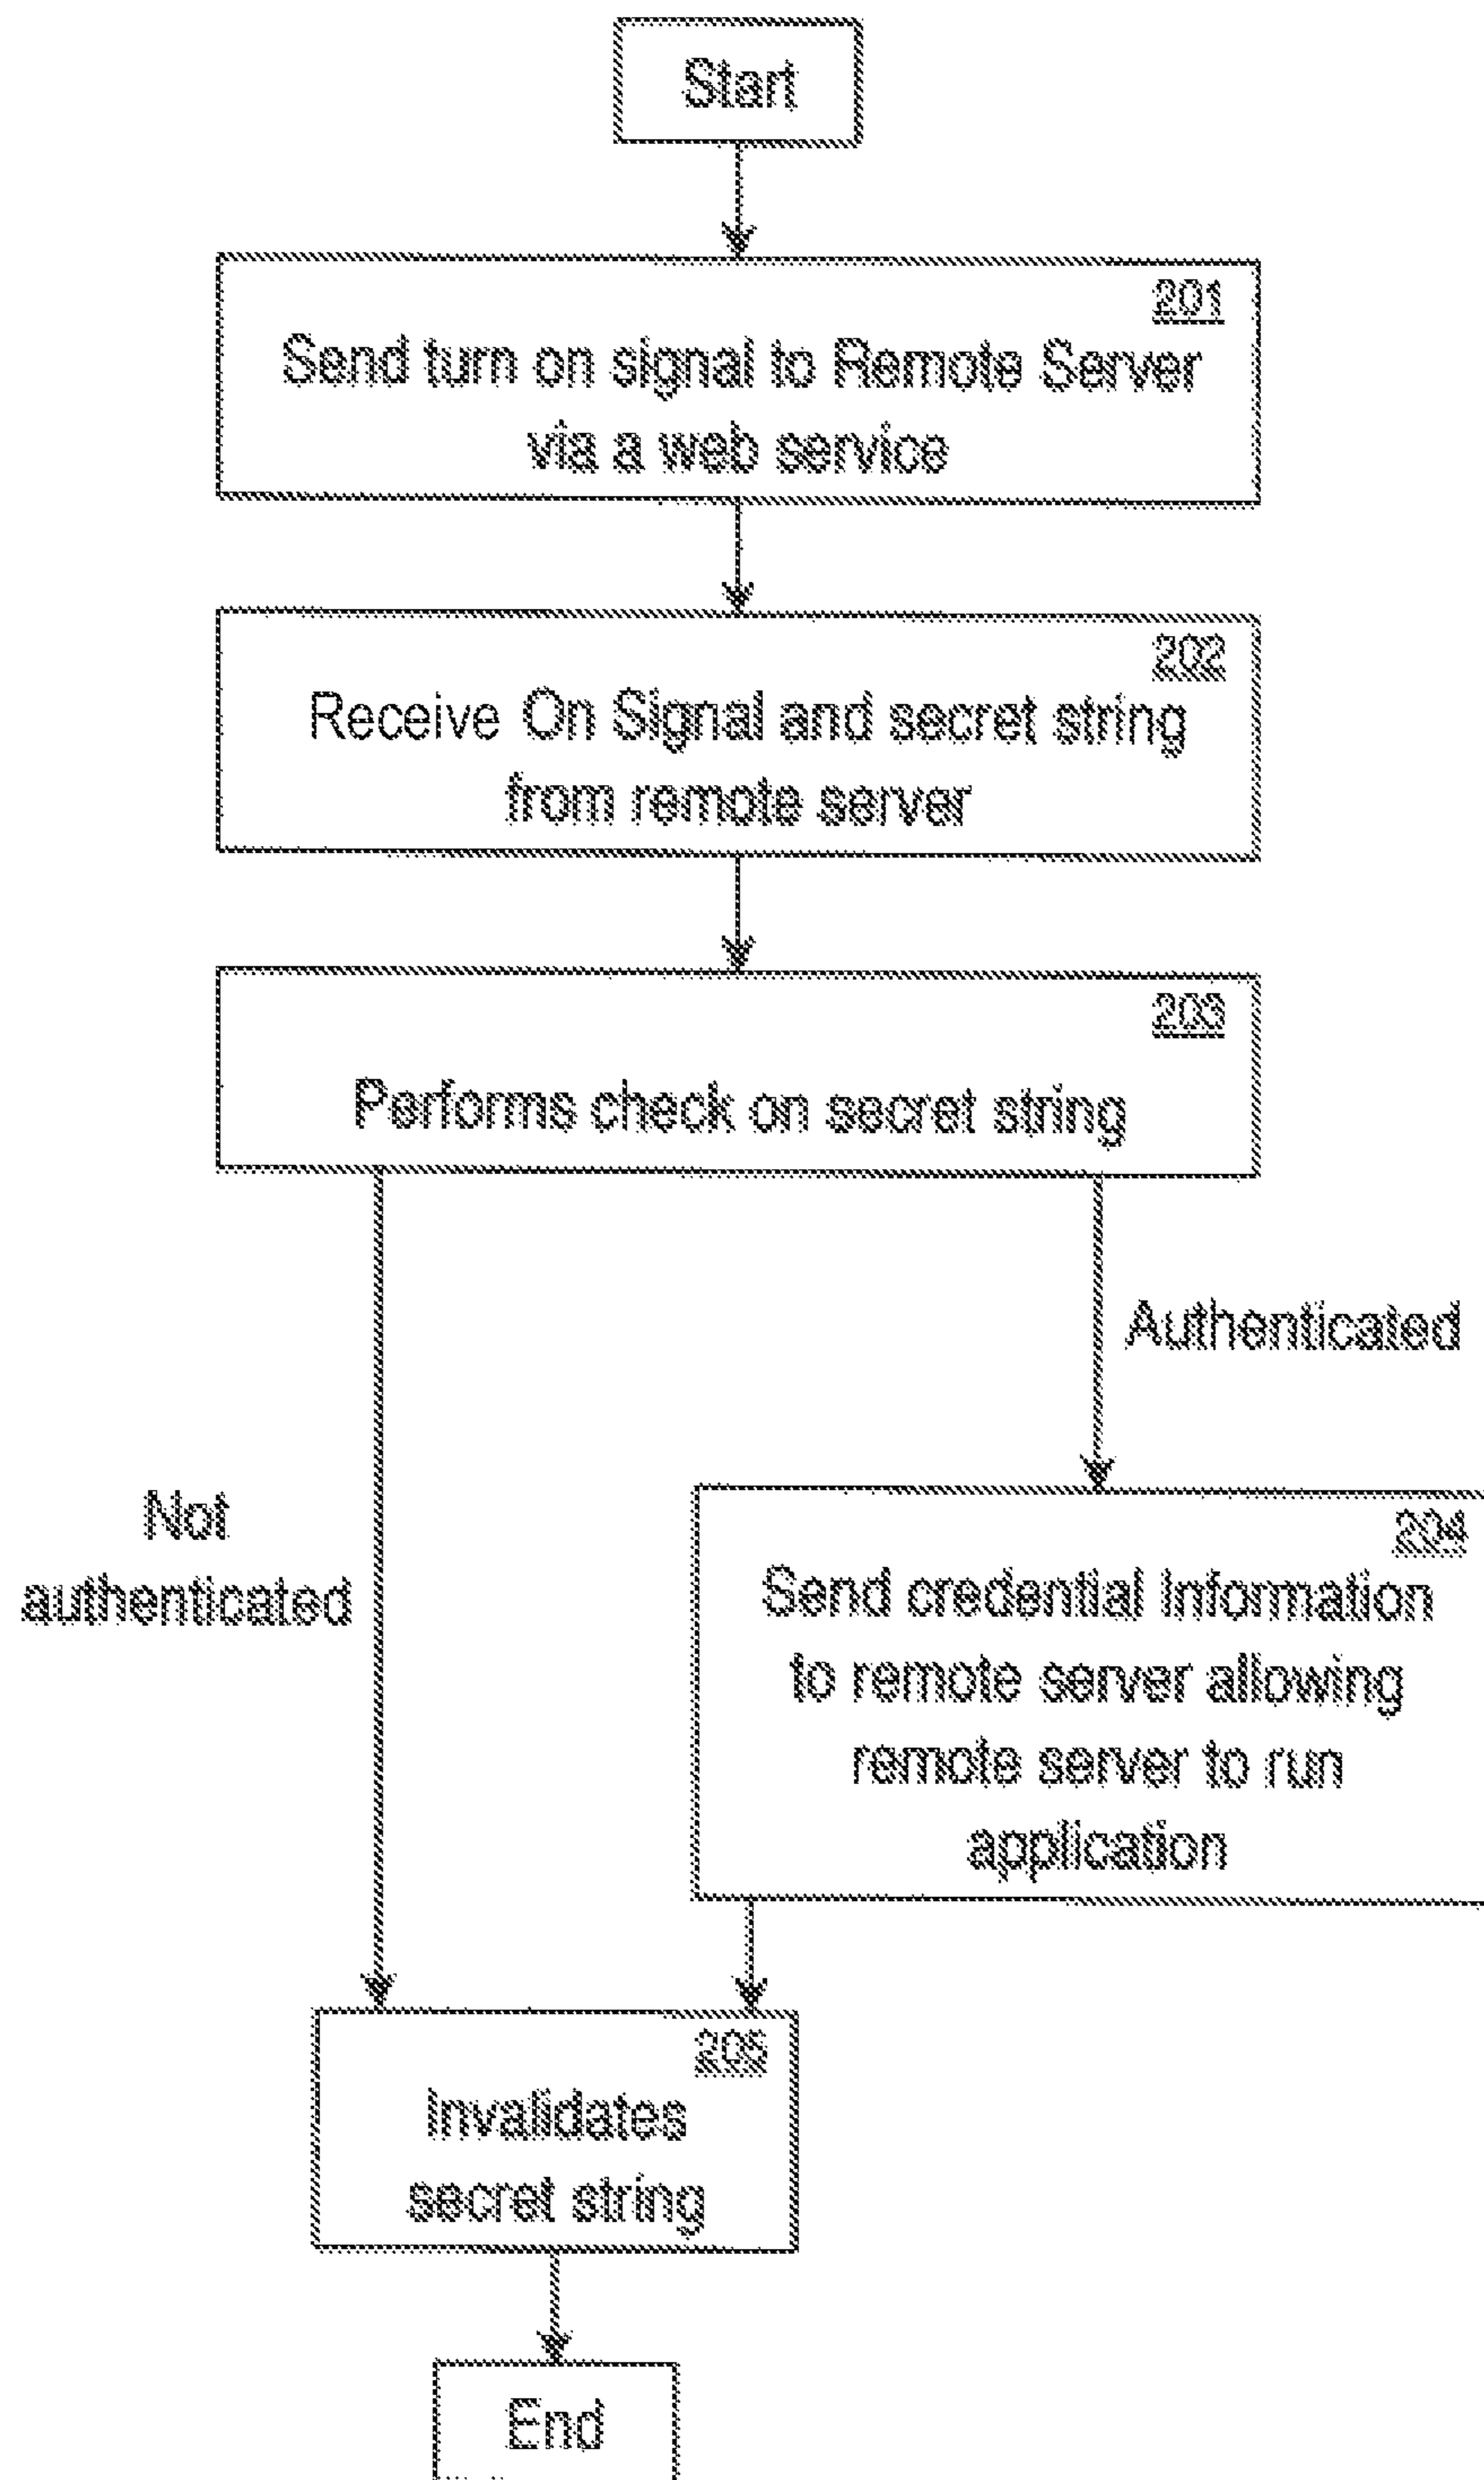 Start
201
Send turn on signal to Remote Server
via a web service
202
Receive On Signal and secret string
from remote server
203
Performs check on secret string
Authenticated
Not
authenticated
204
Send credential Information
to remote server allowing
remote server to run
application
205
Invalidates
secret string
End